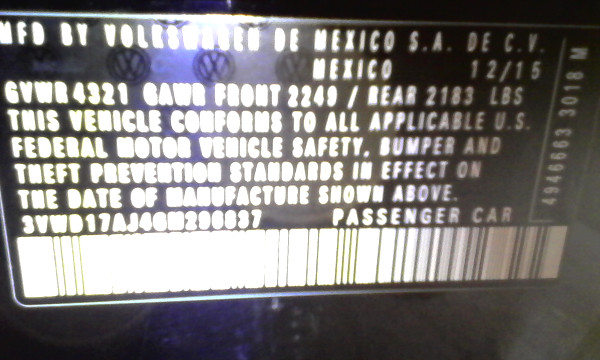 MFD BY VOLKSWAGEN DE MEXICO S.A. DE C.V.
MEXICO 12/15
GVWR 4321 GAWR FRONT 2249 / REAR 2183 LBS
THIS VEHICLE CONFORMS TO ALL APPLICABLE U.S.
FEDERAL MOTOR VEHICLE SAFETY, BUMPER AND
THEFT PREVENTION STANDARDS IN EFFECT ON
THE DATE OF MANUFACTURE SHOWN ABOVE.
PASSENGER CAR
4946663 3018 M